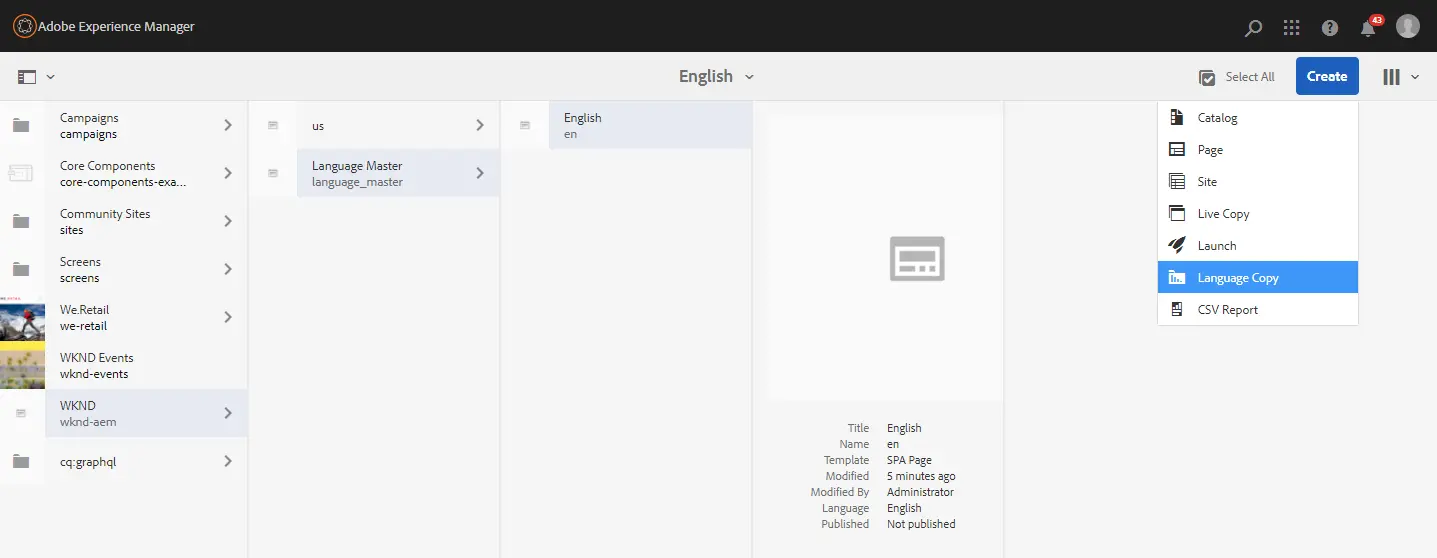 Adobe Experience Manager
43
English
Select All
Create
Campaigns
campaigns
Core Components
core-components-exa...
Community Sites
sites
Screens
screens
We.Retail
we-retail
WKND Events
wknd-events
WKND
wknd-aem
cq:graphql
us
Language Master
language_master
English
en
Title English
Name en
Template SPA Page
Modified 5 minutes ago
Modified By Administrator
Language English
Published Not published
Catalog
Page
Site
Live Copy
Launch
Language Copy
CSV Report